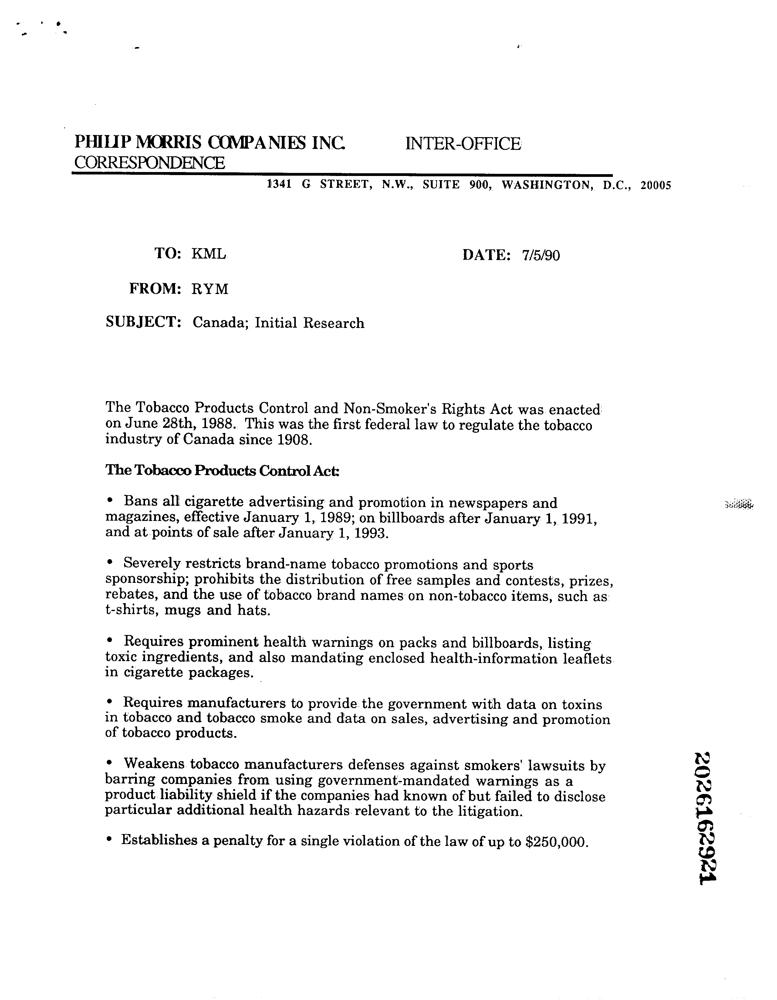 PHILIP MORRIS COMPANIES INC. INTER-OFFICE
CORRESPONDENCE
1341 G STREET, N.W., SUITE 900, WASHINGTON, D.C., 20005
TO: KML DATE: 7/5/90
FROM: RYM
SUBJECT: Canada; Initial Research
The Tobacco Products Control and Non-Smoker's Rights Act was enacted
on June 28th, 1988. This was the first federal law to regulate the tobacco
industry of Canada since 1908.
The Tobacco Products Control Act:
• Bans all cigarette advertising and promotion in newspapers and
magazines, effective January 1, 1989; on billboards after January 1, 1991,
and at points of sale after January 1, 1993.
• Severely restricts brand-name tobacco promotions and sports
sponsorship; prohibits the distribution of free samples and contests, prizes,
rebates, and the use of tobacco brand names on non-tobacco items, such as
t-shirts, mugs and hats.
• Requires prominent health warnings on packs and billboards, listing
toxic ingredients, and also mandating enclosed health-information leaflets
in cigarette packages.
• Requires manufacturers to provide the government with data on toxins
in tobacco and tobacco smoke and data on sales, advertising and promotion
of tobacco products.
• Weakens tobacco manufacturers defenses against smokers' lawsuits by
barring companies from using government-mandated warnings as a
product liability shield if the companies had known of but failed to disclose
particular additional health hazards relevant to the litigation.
• Establishes a penalty for a single violation of the law of up to $250,000.
2026162921